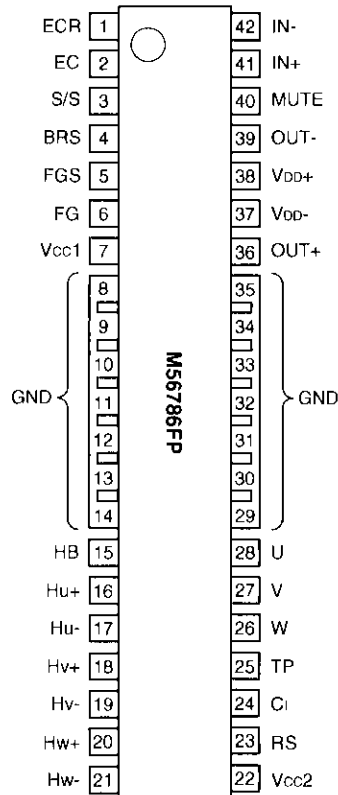 ECR 1 42 IN-
EC 2 41 IN+
S/S 3 40 MUTE
BRS 4 39 OUT-
FGS 5 38 VDD+
FG 6 37 VDD-
Vcc1 7 36 OUT+
8 35
9 34
10 33
GND 11 32 GND
12 31
13 30
14 29
M56786FP
HB 15 28 U
Hu+ 16 27 V
Hu- 17 26 W
Hv+ 18 25 TP
Hv- 19 24 CI
Hw+ 20 23 RS
Hw- 21 22 Vcc2